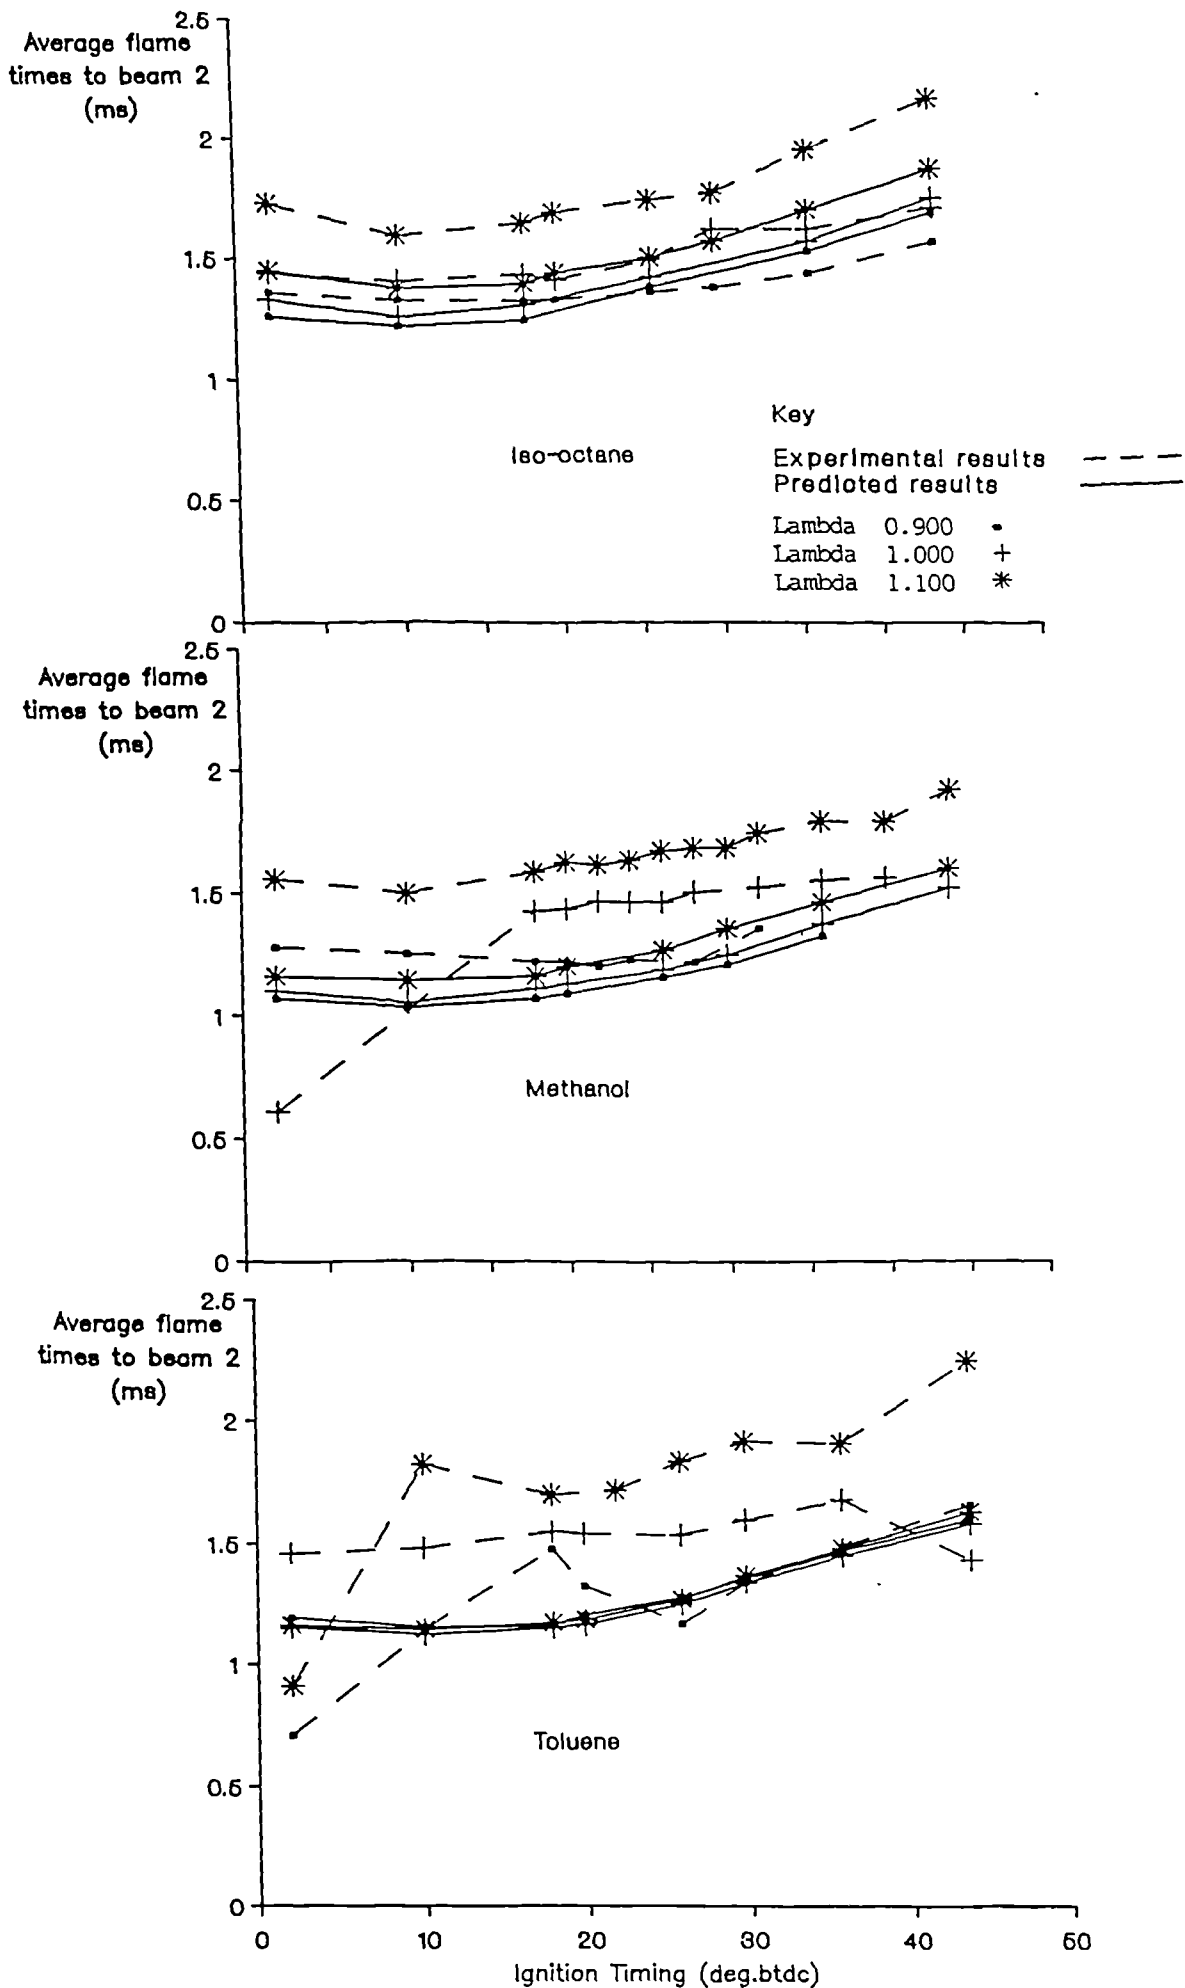 2.5
Average flame
times to beam 2
(ms)
2
1.5
1
Key
Iso-octane
Experimental results
Predicted results
0.5
Lambda 0.900
Lambda 1.000
Lambda 1.100
0
2.5
Average flame
times to beam 2
(ms)
2
1.5
1
Methanol
0.5
0
2.5
Average flame
times to beam 2
(ms)
2
1.5
1
Toluene
0.5
0
0 10 20 30 40 50
Ignition Timing (deg.btdc)